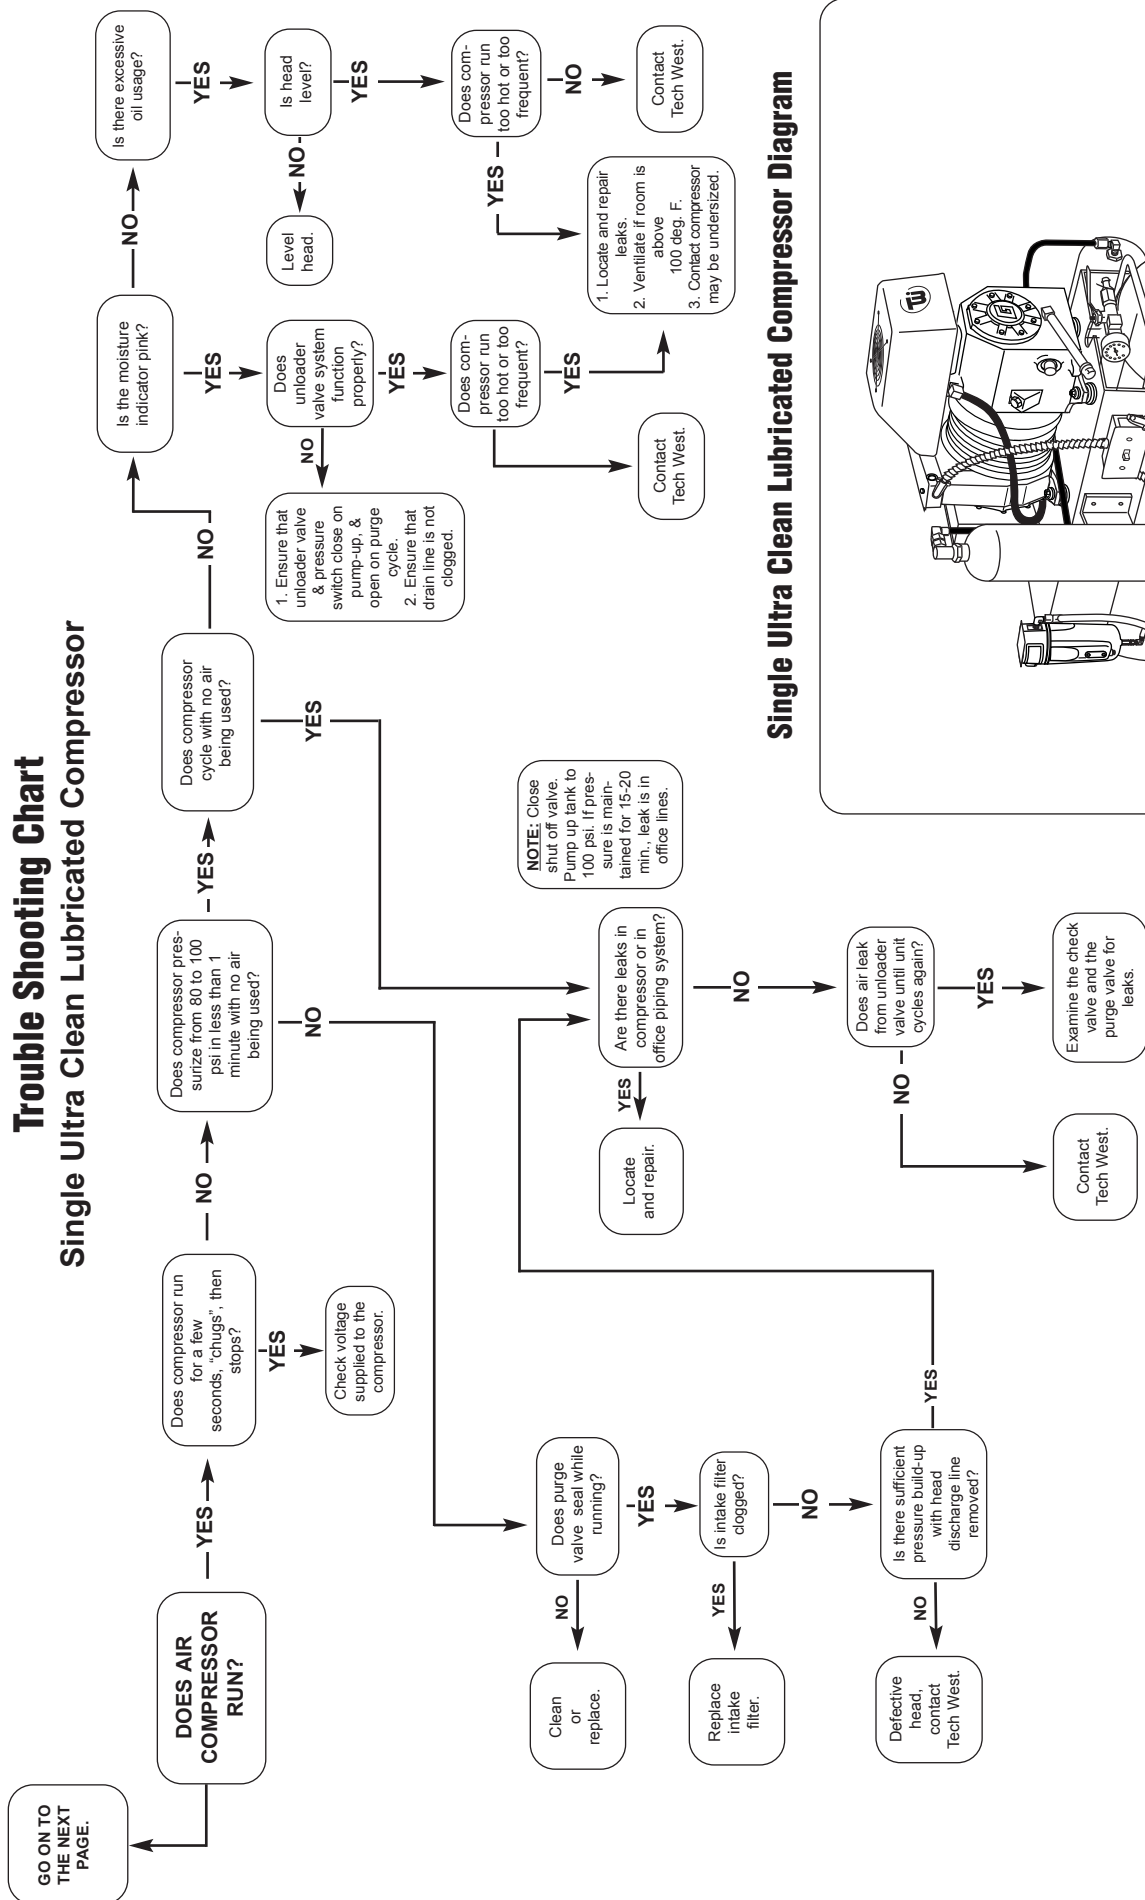 Trouble Shooting Chart
Single Ultra Clean Lubricated Compressor
GO ON TO
THE NEXT
PAGE.
DOES AIR
COMPRESSOR
RUN?
YES
Does compressor run
for a few
seconds, “chugs”, then
stops?
YES
Check voltage
supplied to the
compressor.
NO
Does compressor pres-
surize from 80 to 100
psi in less than 1
minute with no air
being used?
NO
YES
Does compressor
cycle with no air
being used?
YES
NO
Is the moisture
indicator pink?
NO
Is there excessive
oil usage?
YES
Is head
level?
NO
Level
head.
YES
Does com-
pressor run
too hot or too
frequent?
NO
Contact
Tech West.
YES
1. Locate and repair
leaks.
2. Ventilate if room is
above
100 deg. F.
3. Contact compressor
may be undersized.
YES
Does
unloader
valve system
function
properly?
NO
1. Ensure that
unloader valve
& pressure
switch close on
pump-up, &
open on purge
cycle.
2. Ensure that
drain line is not
clogged.
YES
Does com-
pressor run
too hot or too
frequent?
YES
Contact
Tech West.
Does purge
valve seal while
running?
NO
Clean
or
replace.
YES
Is intake filter
clogged?
YES
Replace
intake
filter.
NO
Is there sufficient
pressure build-up
with head
discharge line
removed?
NO
Defective
head,
contact
Tech West.
YES
Are there leaks in
compressor or in
office piping system?
YES
Locate
and repair.
NOTE: Close
shut off valve.
Pump up tank to
100 psi. If pres-
sure is main-
tained for 15-20
min., leak is in
office lines.
NO
Does air leak
from unloader
valve until unit
cycles again?
NO
Contact
Tech West.
YES
Examine the check
valve and the
purge valve for
leaks.
Single Ultra Clean Lubricated Compressor Diagram